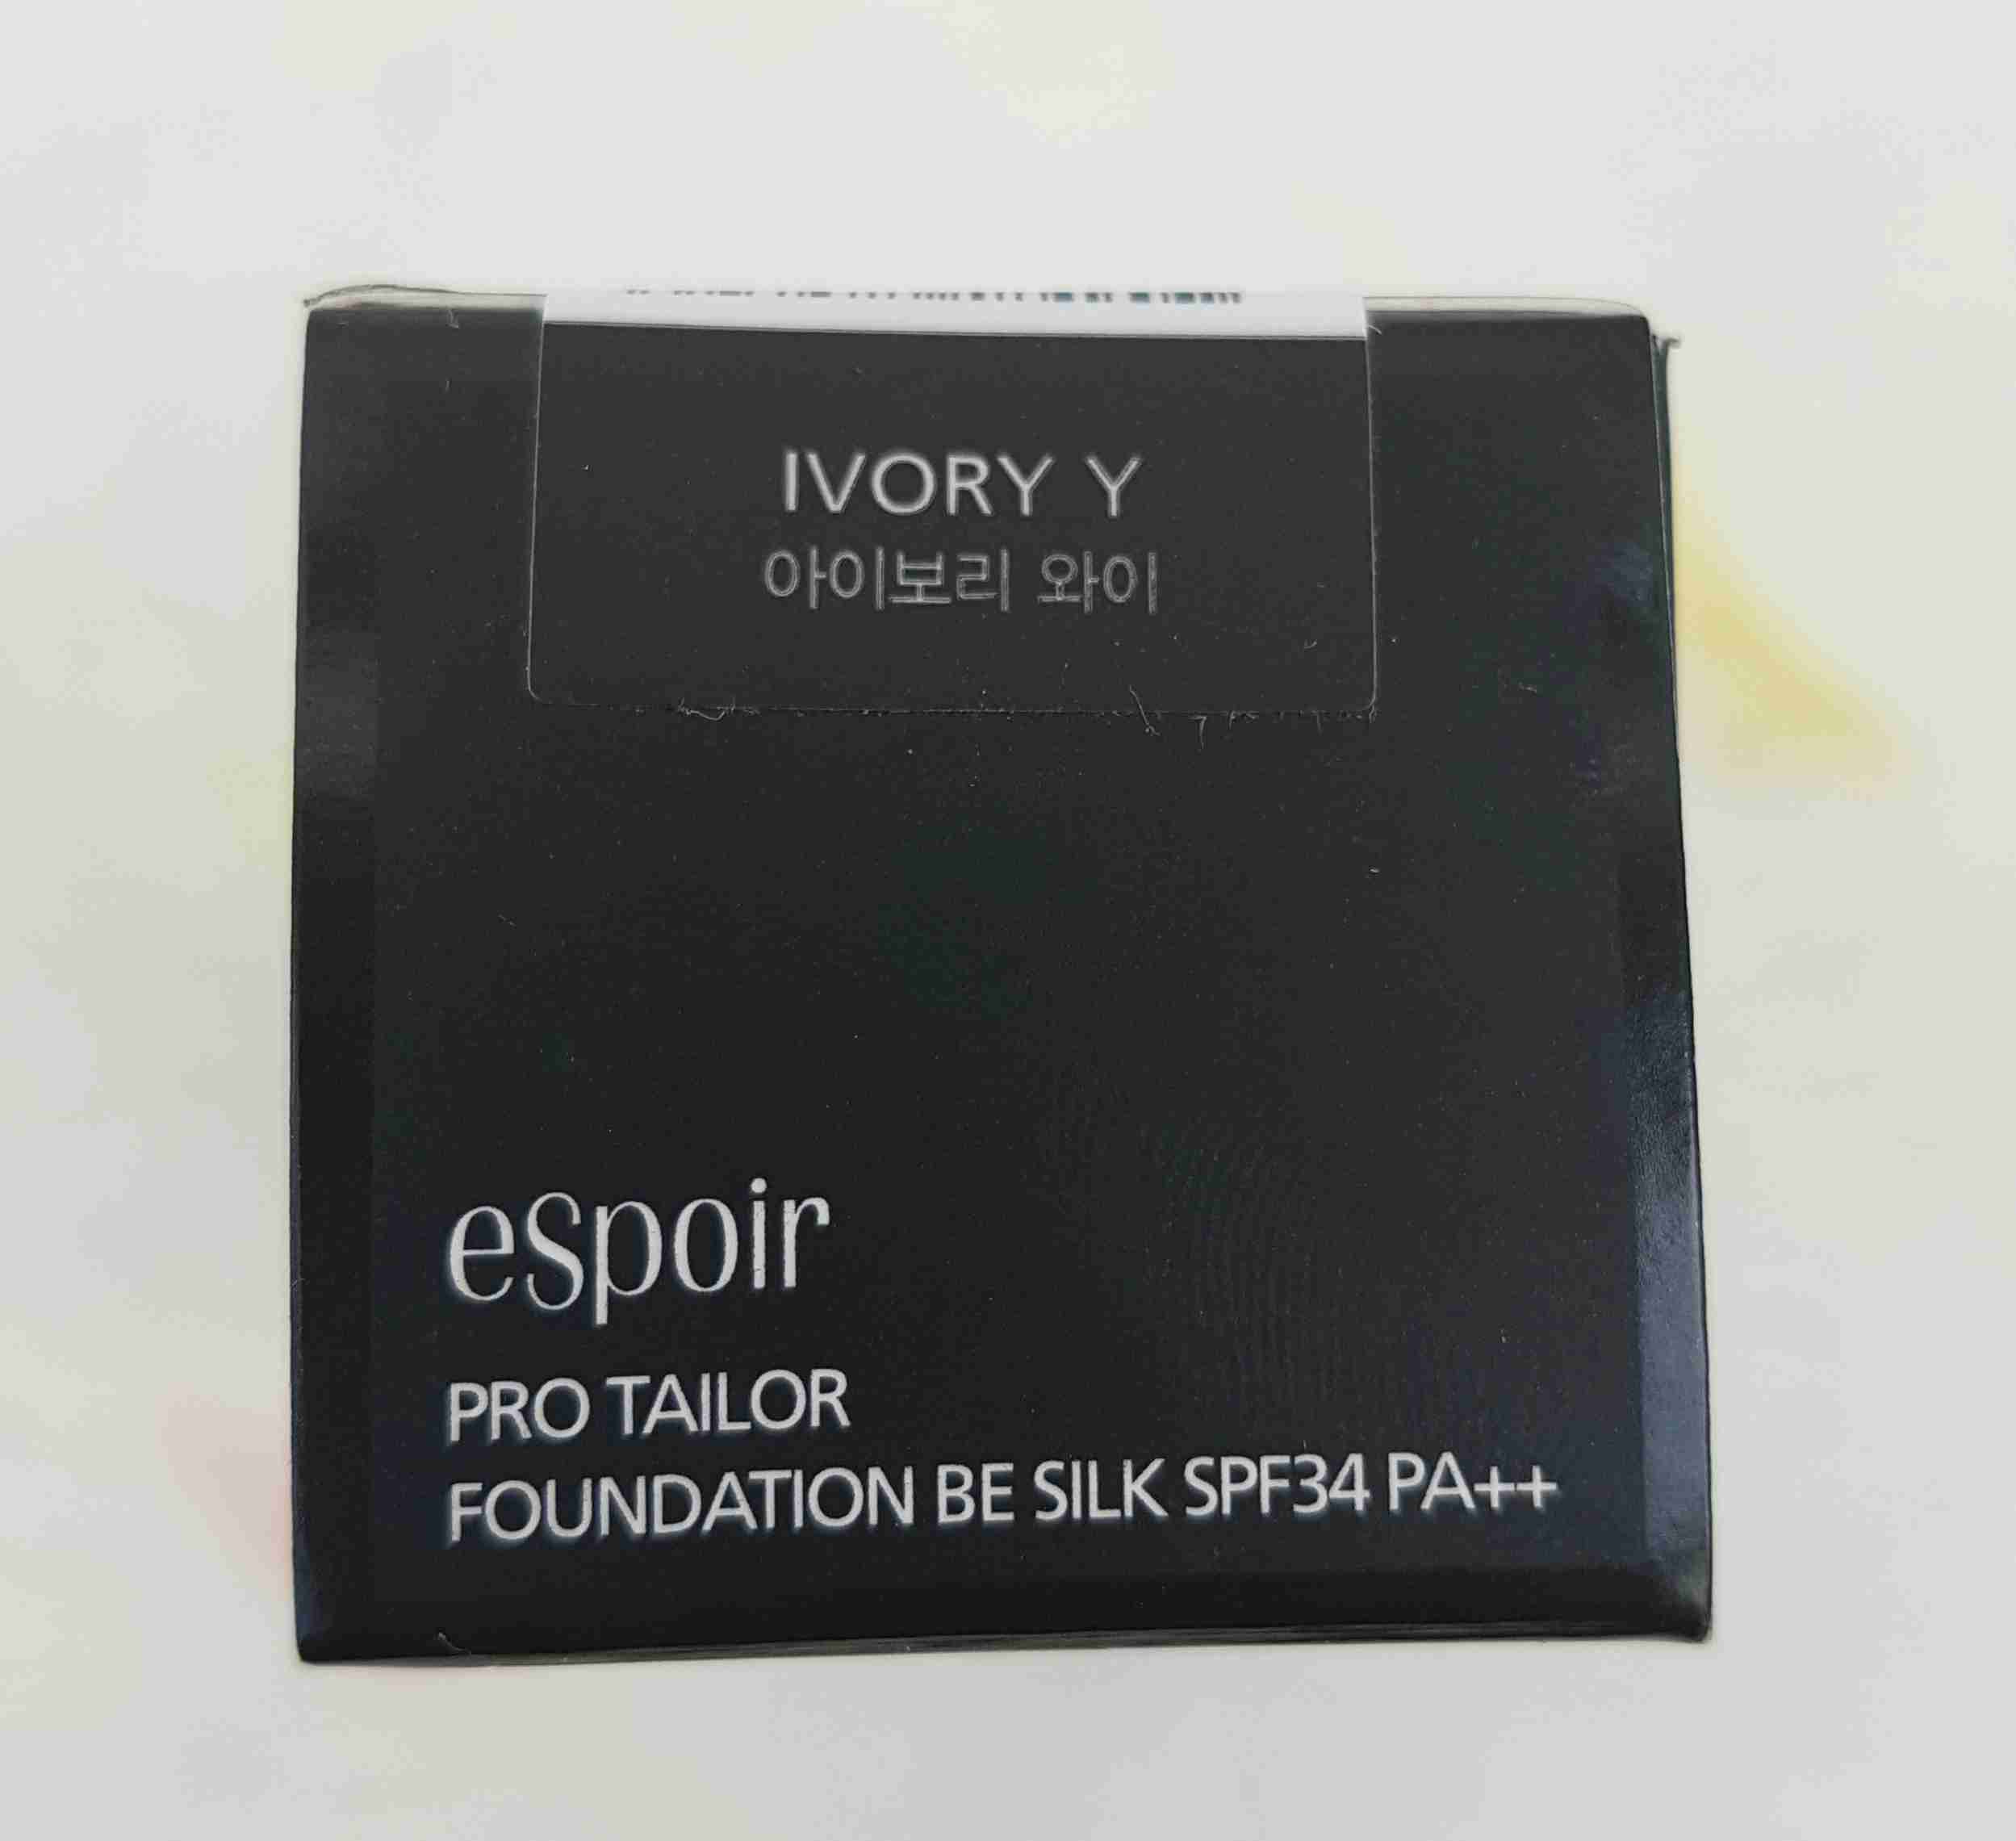 IVORY Y
아이보리 와이
espoir
PRO TAILOR
FOUNDATION BE SILK SPF34 PA++